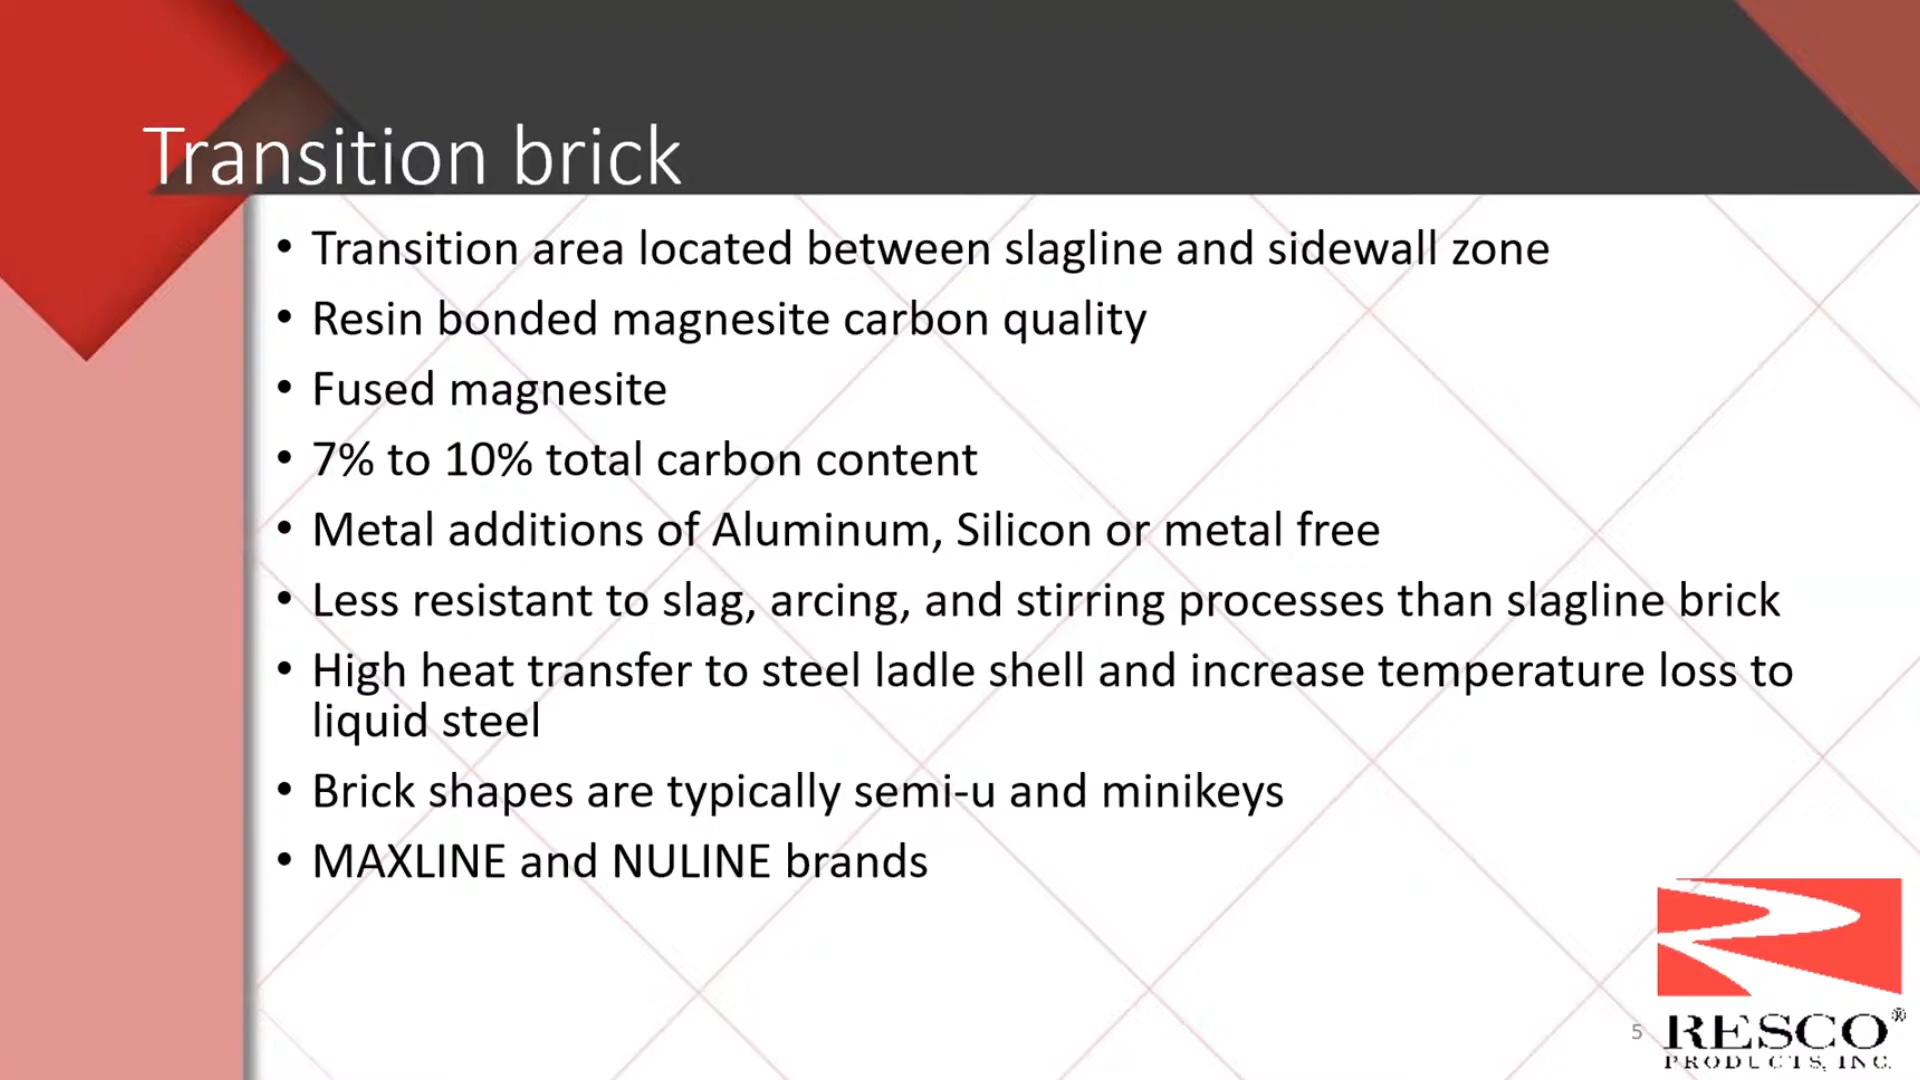 Transition brick
• Transition area located between slagline and sidewall zone
• Resin bonded magnesite carbon quality
• Fused magnesite
• 7% to 10% total carbon content
• Metal additions of Aluminum, Silicon or metal free
• Less resistant to slag, arcing, and stirring processes than slagline brick
• High heat transfer to steel ladle shell and increase temperature loss to
liquid steel
• Brick shapes are typically semi-u and minikeys
• MAXLINE and NULINE brands
5
RESCO®
PRODUCTS, INC.